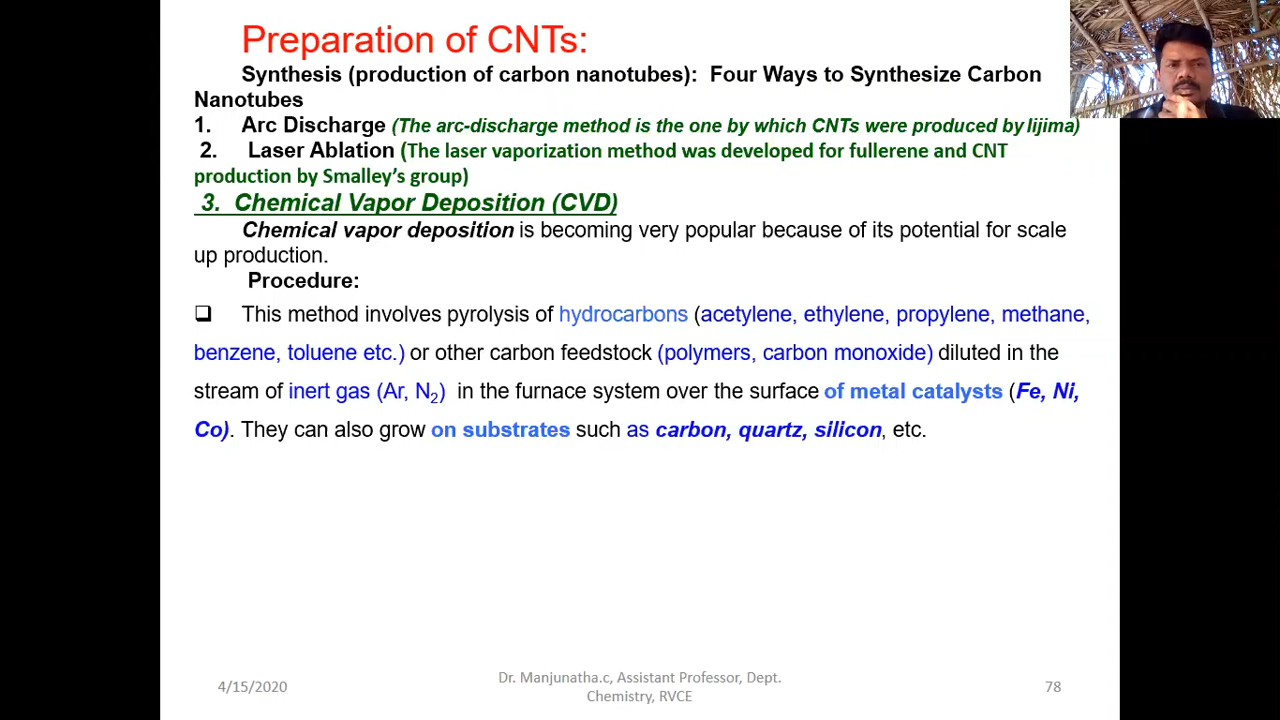 Preparation of CNTs:
Synthesis (production of carbon nanotubes): Four Ways to Synthesize Carbon
Nanotubes
1. Arc Discharge (The arc-discharge method is the one by which CNTs were produced by Iijima)
2. Laser Ablation (The laser vaporization method was developed for fullerene and CNT
production by Smalley's group)
3. Chemical Vapor Deposition (CVD)
Chemical vapor deposition is becoming very popular because of its potential for scale
up production.
Procedure:
❑ This method involves pyrolysis of hydrocarbons (acetylene, ethylene, propylene, methane,
benzene, toluene etc.) or other carbon feedstock (polymers, carbon monoxide) diluted in the
stream of inert gas (Ar, N₂) in the furnace system over the surface of metal catalysts (Fe, Ni,
Co). They can also grow on substrates such as carbon, quartz, silicon, etc.
4/15/2020
Dr. Manjunatha.c, Assistant Professor, Dept.
Chemistry, RVCE
78